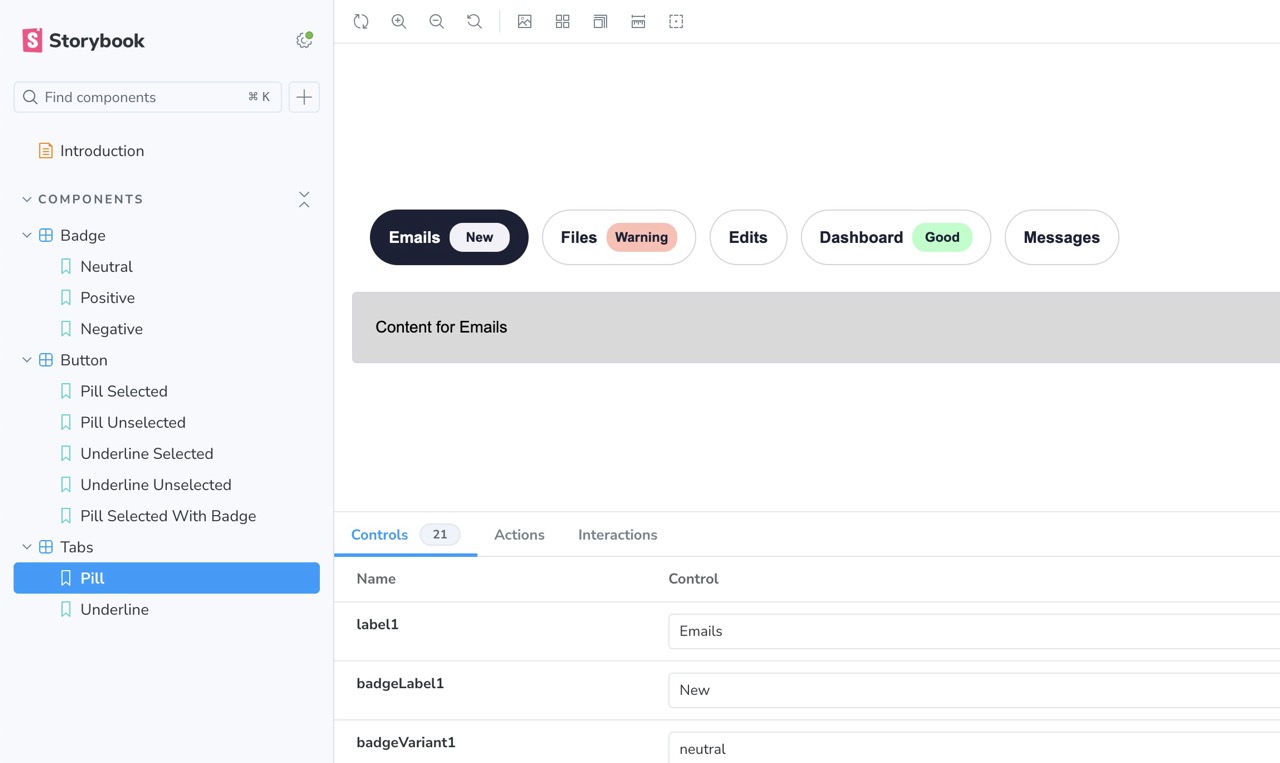 Storybook
Find components ⌘ K
Introduction
COMPONENTS
Badge
Neutral
Positive
Negative
Button
Pill Selected
Pill Unselected
Underline Selected
Underline Unselected
Pill Selected With Badge
Tabs
Pill
Underline
Emails New Files Warning Edits Dashboard Good Messages
Content for Emails
Controls 21 Actions Interactions
Name Control
label1 Emails
badgeLabel1 New
badgeVariant1 neutral